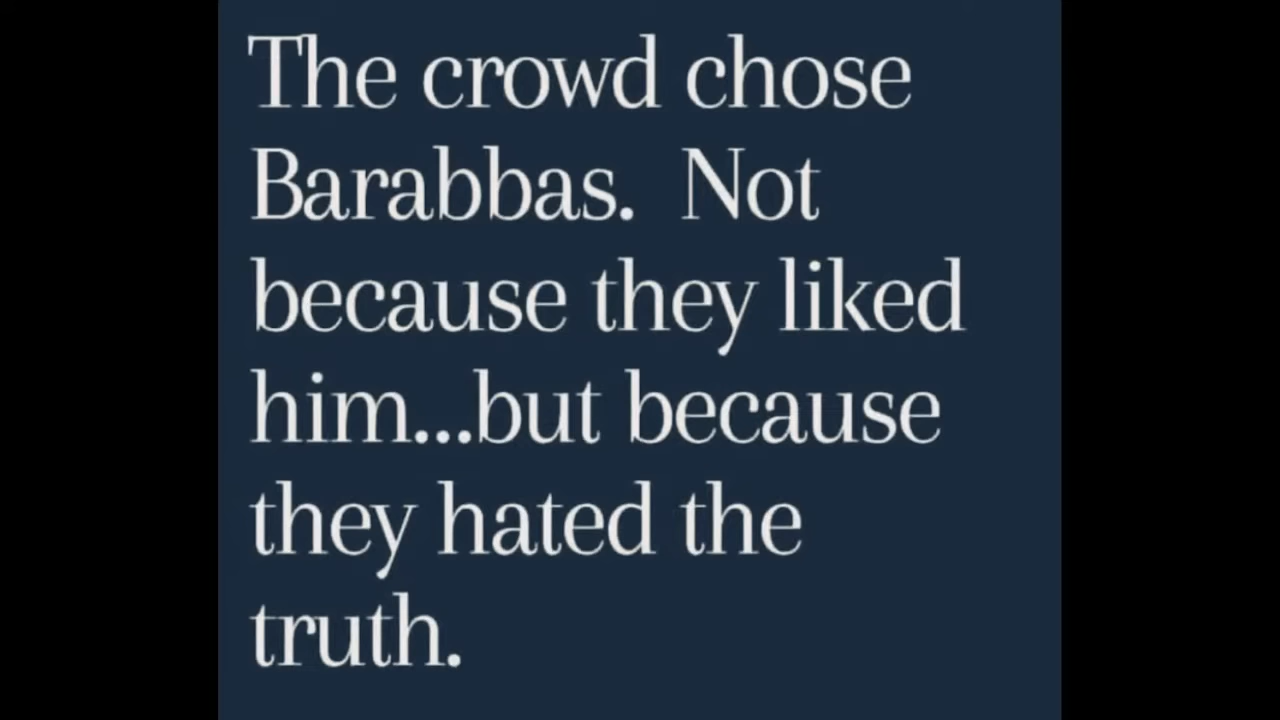 The crowd chose
Barabbas.  Not
because they liked
him...but because
they hated the
truth.